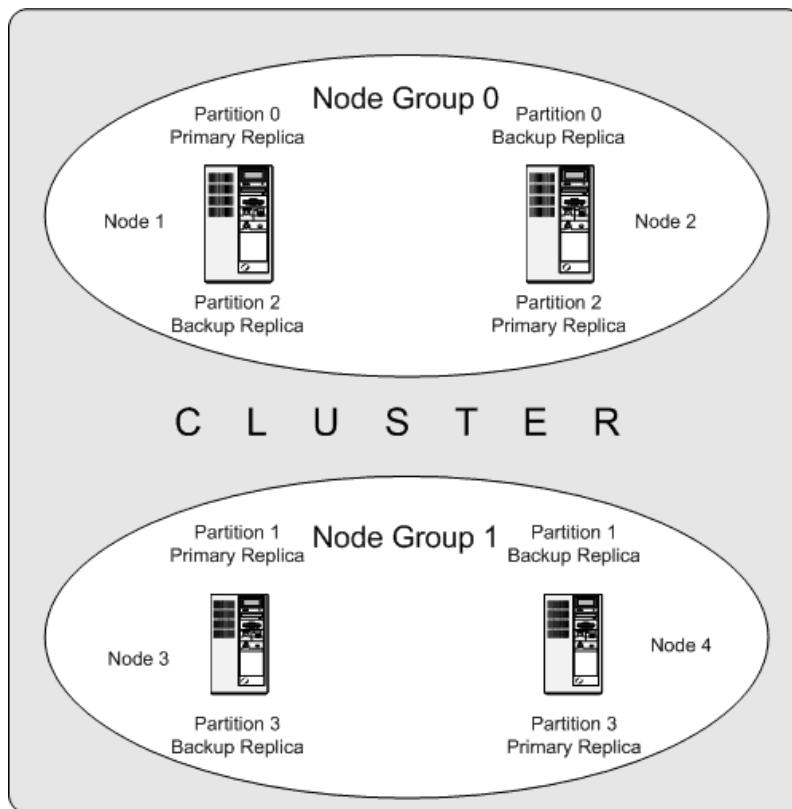 Node Group 0
Partition 0
Primary Replica
Partition 0
Backup Replica
Node 1
Node 2
Partition 2
Backup Replica
Partition 2
Primary Replica
C L U S T E R
Partition 1
Primary Replica
Node Group 1
Partition 1
Backup Replica
Node 3
Node 4
Partition 3
Backup Replica
Partition 3
Primary Replica